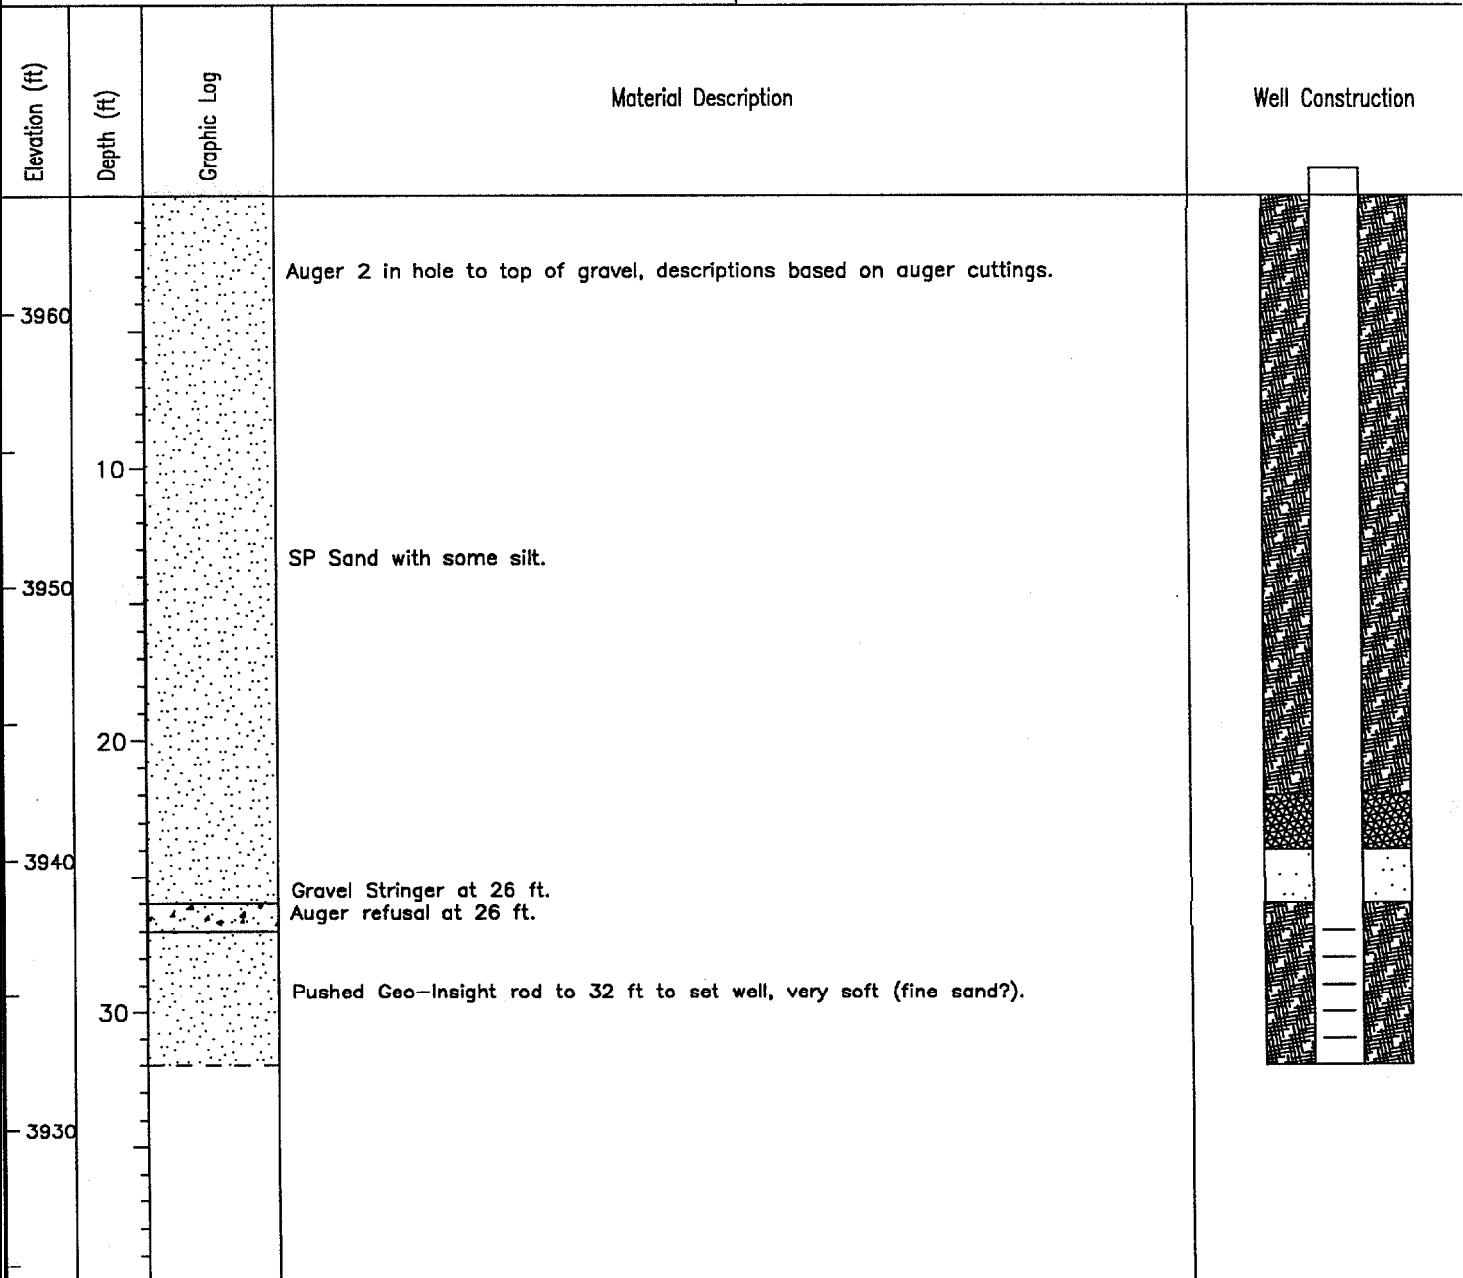 Elevation (ft)
Depth (ft)
Graphic Log
Material Description
Well Construction
Auger 2 in hole to top of gravel, descriptions based on auger cuttings.
3960
10
SP Sand with some silt.
3950
20
3940
Gravel Stringer at 26 ft.
Auger refusal at 26 ft.
Pushed Geo-Insight rod to 32 ft to set well, very soft (fine sand?).
30
3930